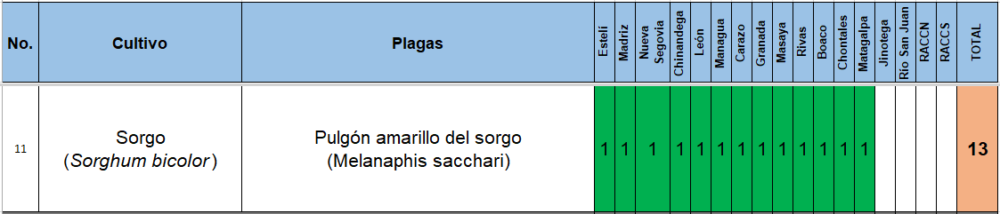 No.
Cultivo
Plagas
Estelí
Madriz
Nueva
Segovia
Chinandega
León
Managua
Carazo
Granada
Masaya
Rivas
Boaco
Chontales
Matagalpa
Jinotega
Río San Juan
RACCN
RACCS
TOTAL
11
Sorgo
(Sorghum bicolor)
Pulgón amarillo del sorgo
(Melanaphis sacchari)
1 1 1 1 1 1 1 1 1 1 1 1 1
13